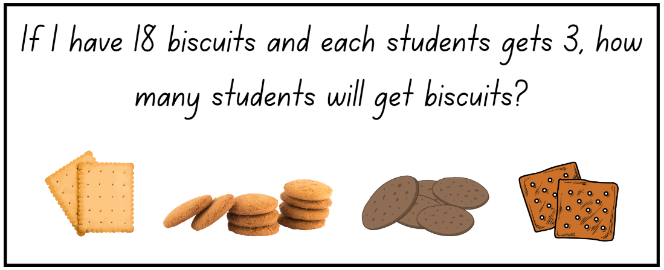 If I have 18 biscuits and each students gets 3, how
many students will get biscuits?